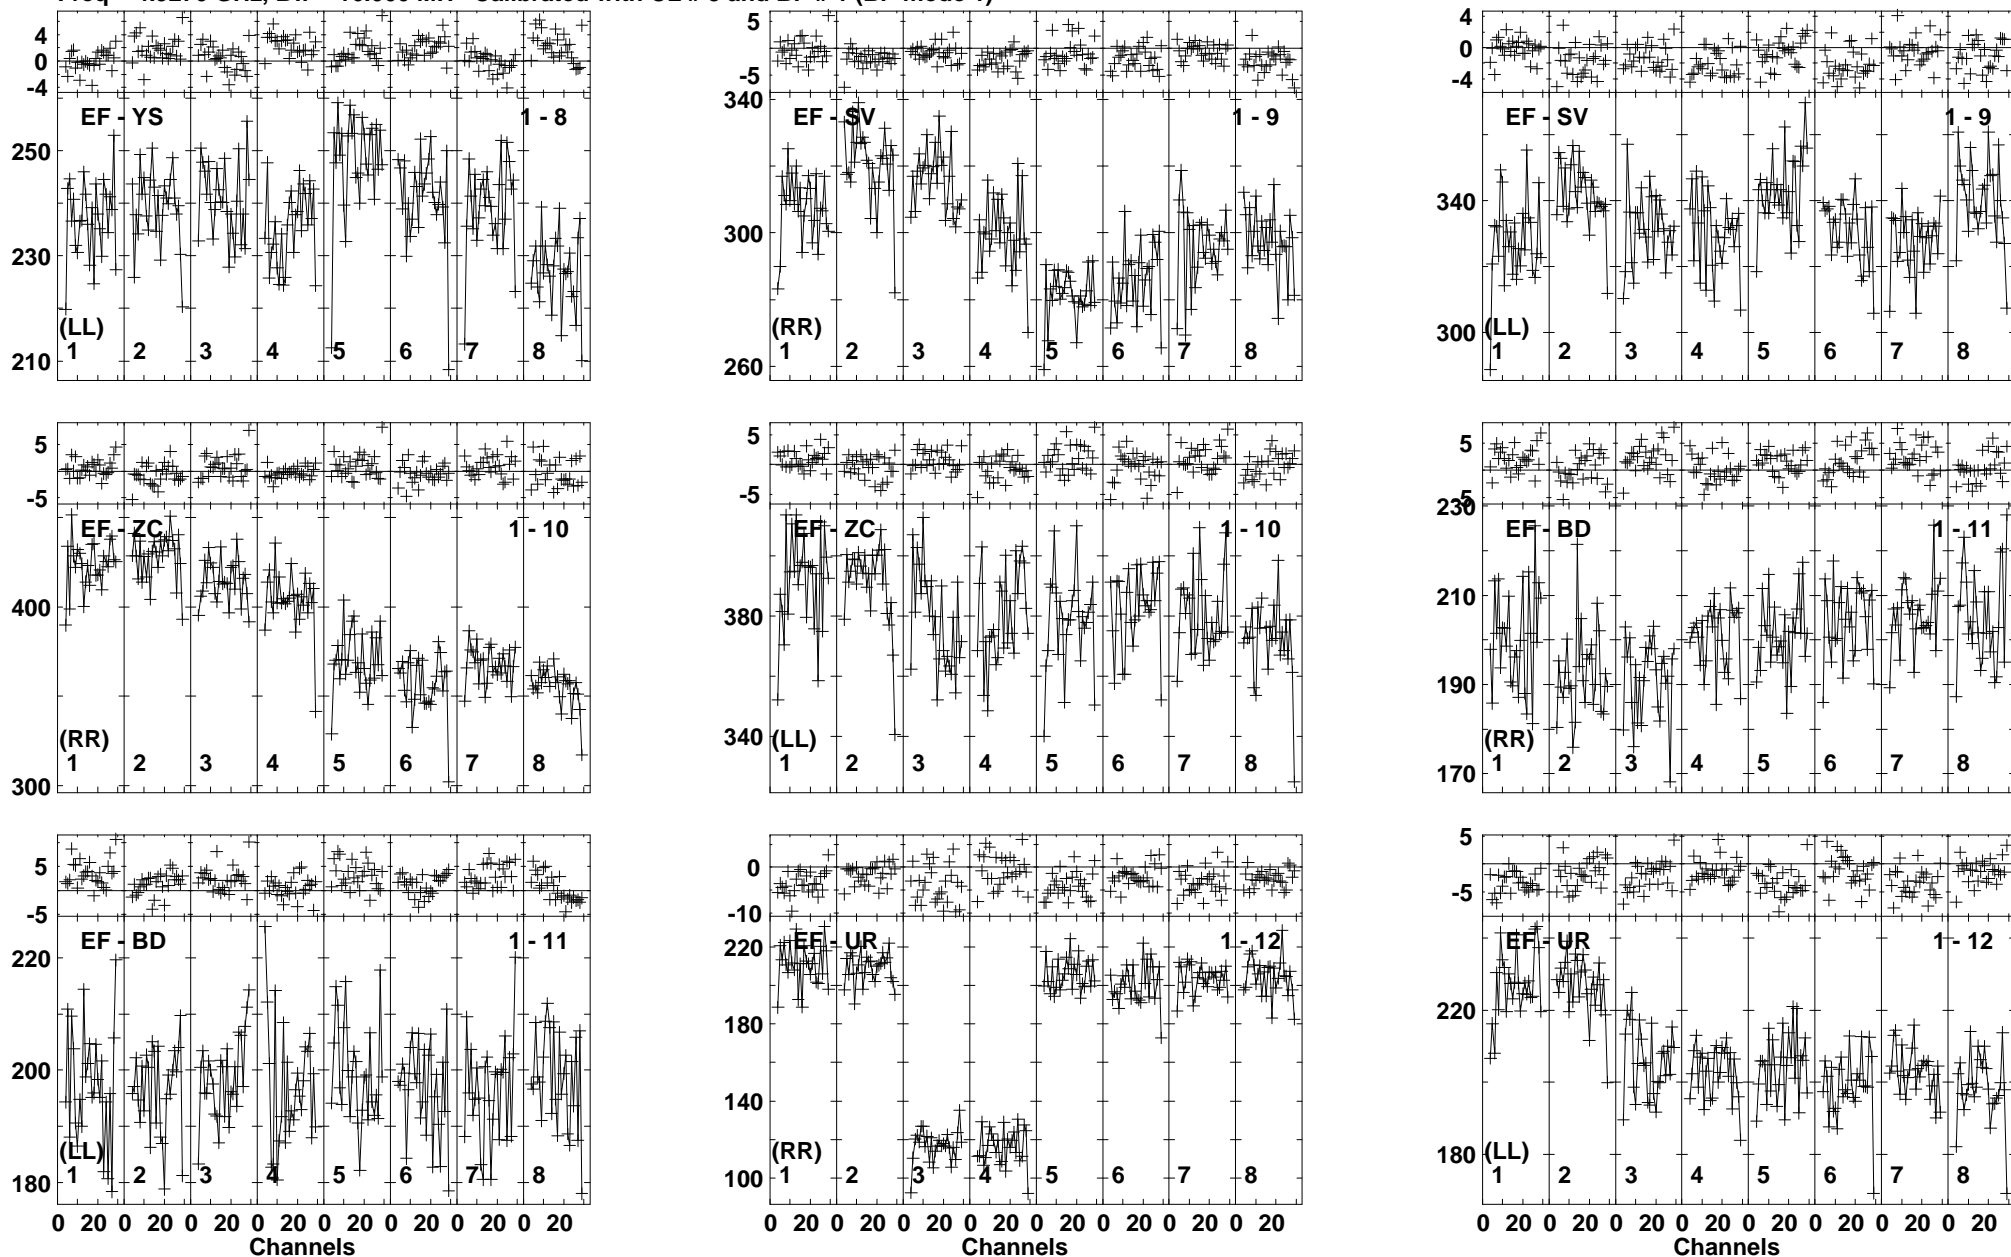 4 0 -4
EF - YS 1 - 8
250 230 210
(LL)
1 2 3 4 5 6 7 8
5 -5
EF - SV 1 - 9
340 300 260
(RR)
1 2 3 4 5 6 7 8
4 0 -4
EF - SV 1 - 9
340 300
(LL)
1 2 3 4 5 6 7 8
5 -5
EF - ZC 1 - 10
400 300
(RR)
1 2 3 4 5 6 7 8
5 -5
EF - ZC 1 - 10
380 340
(LL)
1 2 3 4 5 6 7 8
5
EF - BD 1 - 11
230 210 190 170
(RR)
1 2 3 4 5 6 7 8
5 -5
EF - BD 1 - 11
220 200 180
(LL)
1 2 3 4 5 6 7 8
0 20 0 20 0 20 0 20 0 20 0 20 0 20 0 20
Channels
0 -10
EF - UR 1 - 12
220 180 140 100
(RR)
1 2 3 4 5 6 7 8
0 20 0 20 0 20 0 20 0 20 0 20 0 20 0 20
Channels
5 -5
EF - UR 1 - 12
220 180
(LL)
1 2 3 4 5 6 7 8
0 20 0 20 0 20 0 20 0 20 0 20 0 20 0 20
Channels